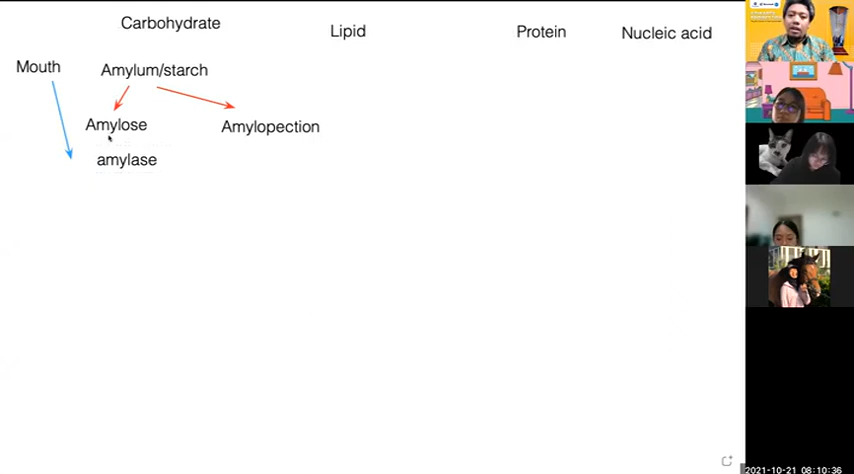 Carbohydrate
Lipid
Protein
Nucleic acid
Mouth
Amylum/starch
Amylose
Amylopection
amylase
2021-10-21 08:10:36